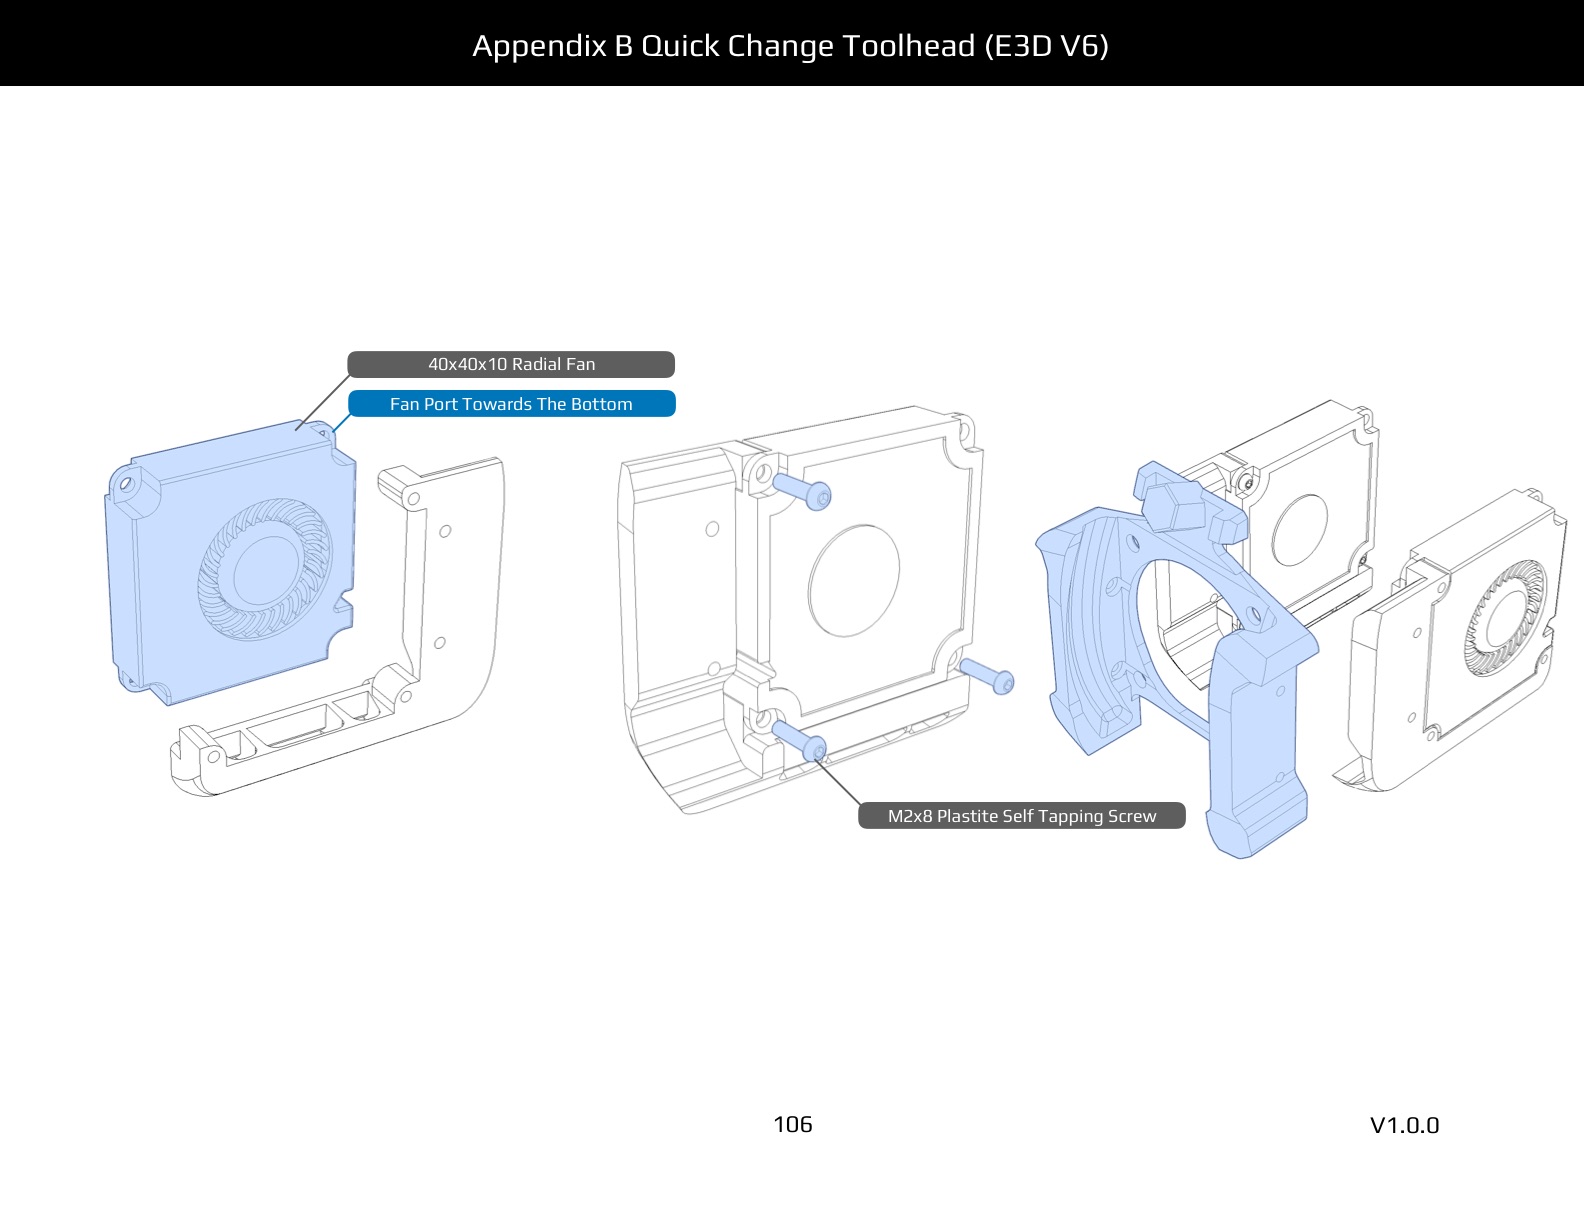 Appendix B Quick Change Toolhead (E3D V6)
40x40x10 Radial Fan
Fan Port Towards The Bottom
M2x8 Plastite Self Tapping Screw
106
V1.0.0